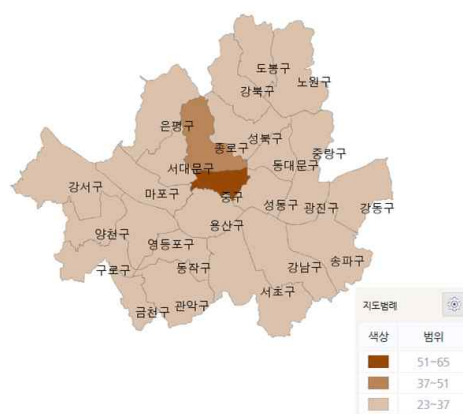 도봉구
노원구
강북구
은평구
성북구
종로구
중랑구
서대문구
동대문구
강서구
마포구
중구
성동구
광진구
강동구
양천구
용산구
영등포구
구로구
동작구
강남구
송파구
서초구
금천구
관악구
지도범례
색상 범위
51~65
37~51
23~37